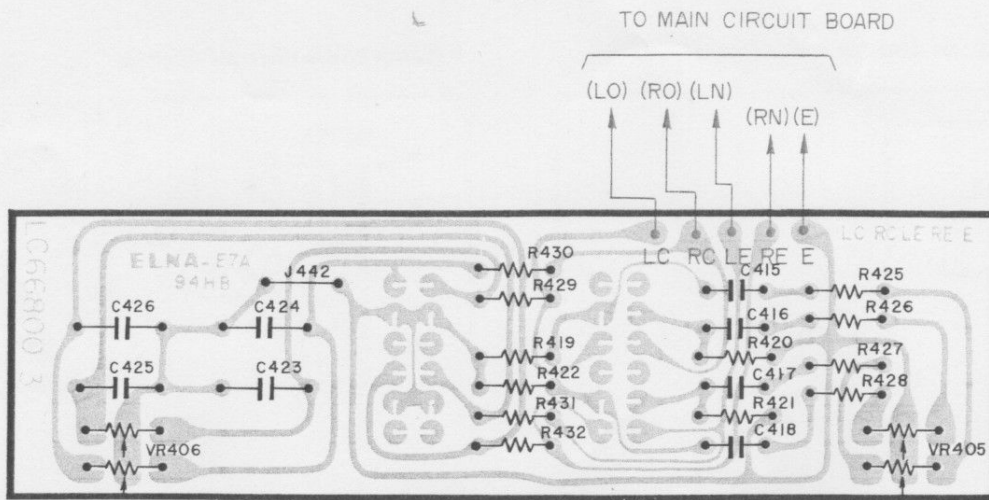 TO MAIN CIRCUIT BOARD
(LO) (RO) (LN)
(RN) (E)
LC RC LE RE E
LC RC LE RE E
LC66800 3
ELNA-E7A
94HB
J442
C426
C424
C425
C423
VR406
R430
R429
R419
R422
R431
R432
C415
C416
R420
C417
R421
C418
R425
R426
R427
R428
VR405